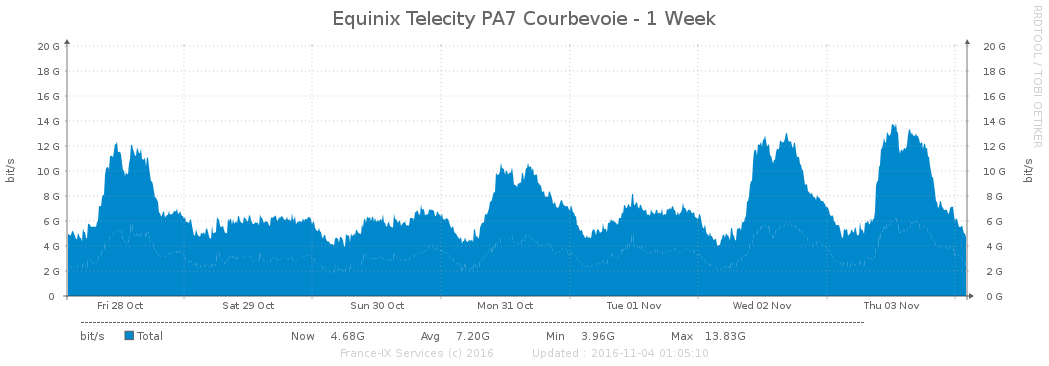 Equinix Telecity PA7 Courbevoie - 1 Week
RRDTOOL / TOBI OETIKER
bit/s
20 G 20 G
18 G 18 G
16 G 16 G
14 G 14 G
12 G 12 G
10 G 10 G
8 G 8 G
6 G 6 G
4 G 4 G
2 G 2 G
0 0 G
bit/s
Fri 28 Oct Sat 29 Oct Sun 30 Oct Mon 31 Oct Tue 01 Nov Wed 02 Nov Thu 03 Nov
bit/s Total Now 4.68G Avg 7.20G Min 3.96G Max 13.83G
France-IX Services (c) 2016 Updated : 2016-11-04 01:05:10